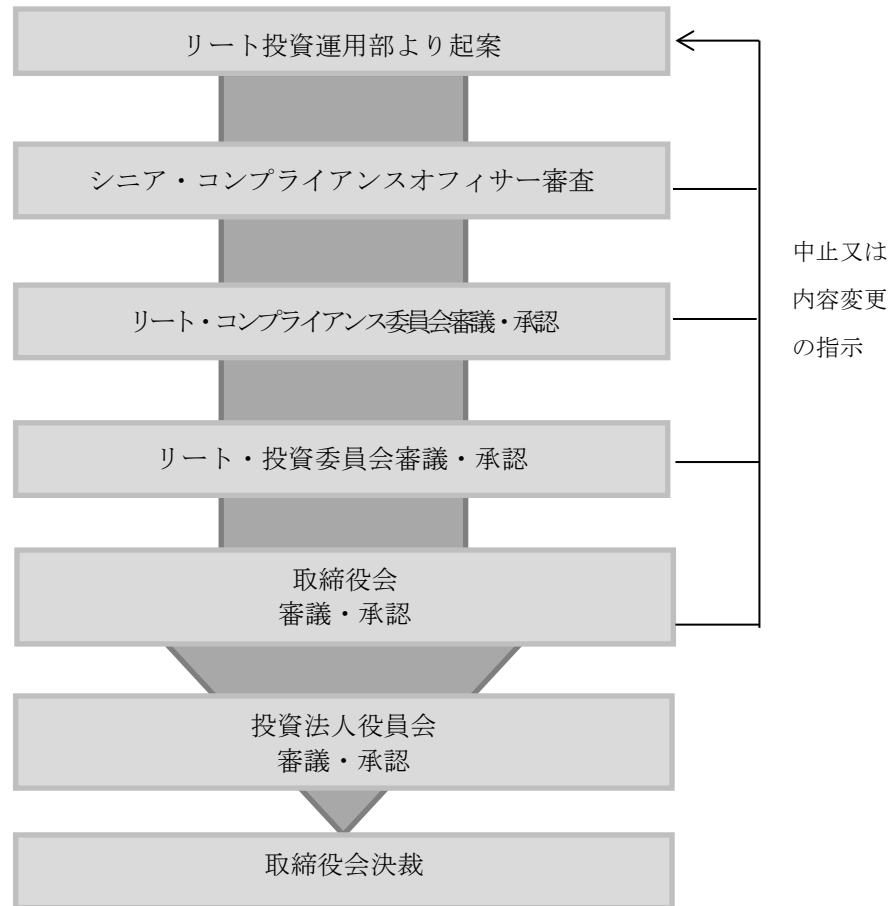 リート投資運用部より起案
シニア・コンプライアンスオフィサー審査
リート・コンプライアンス委員会審議・承認
リート・投資委員会審議・承認
取締役会
審議・承認
投資法人役員会
審議・承認
取締役会決裁
中止又は
内容変更
の指示